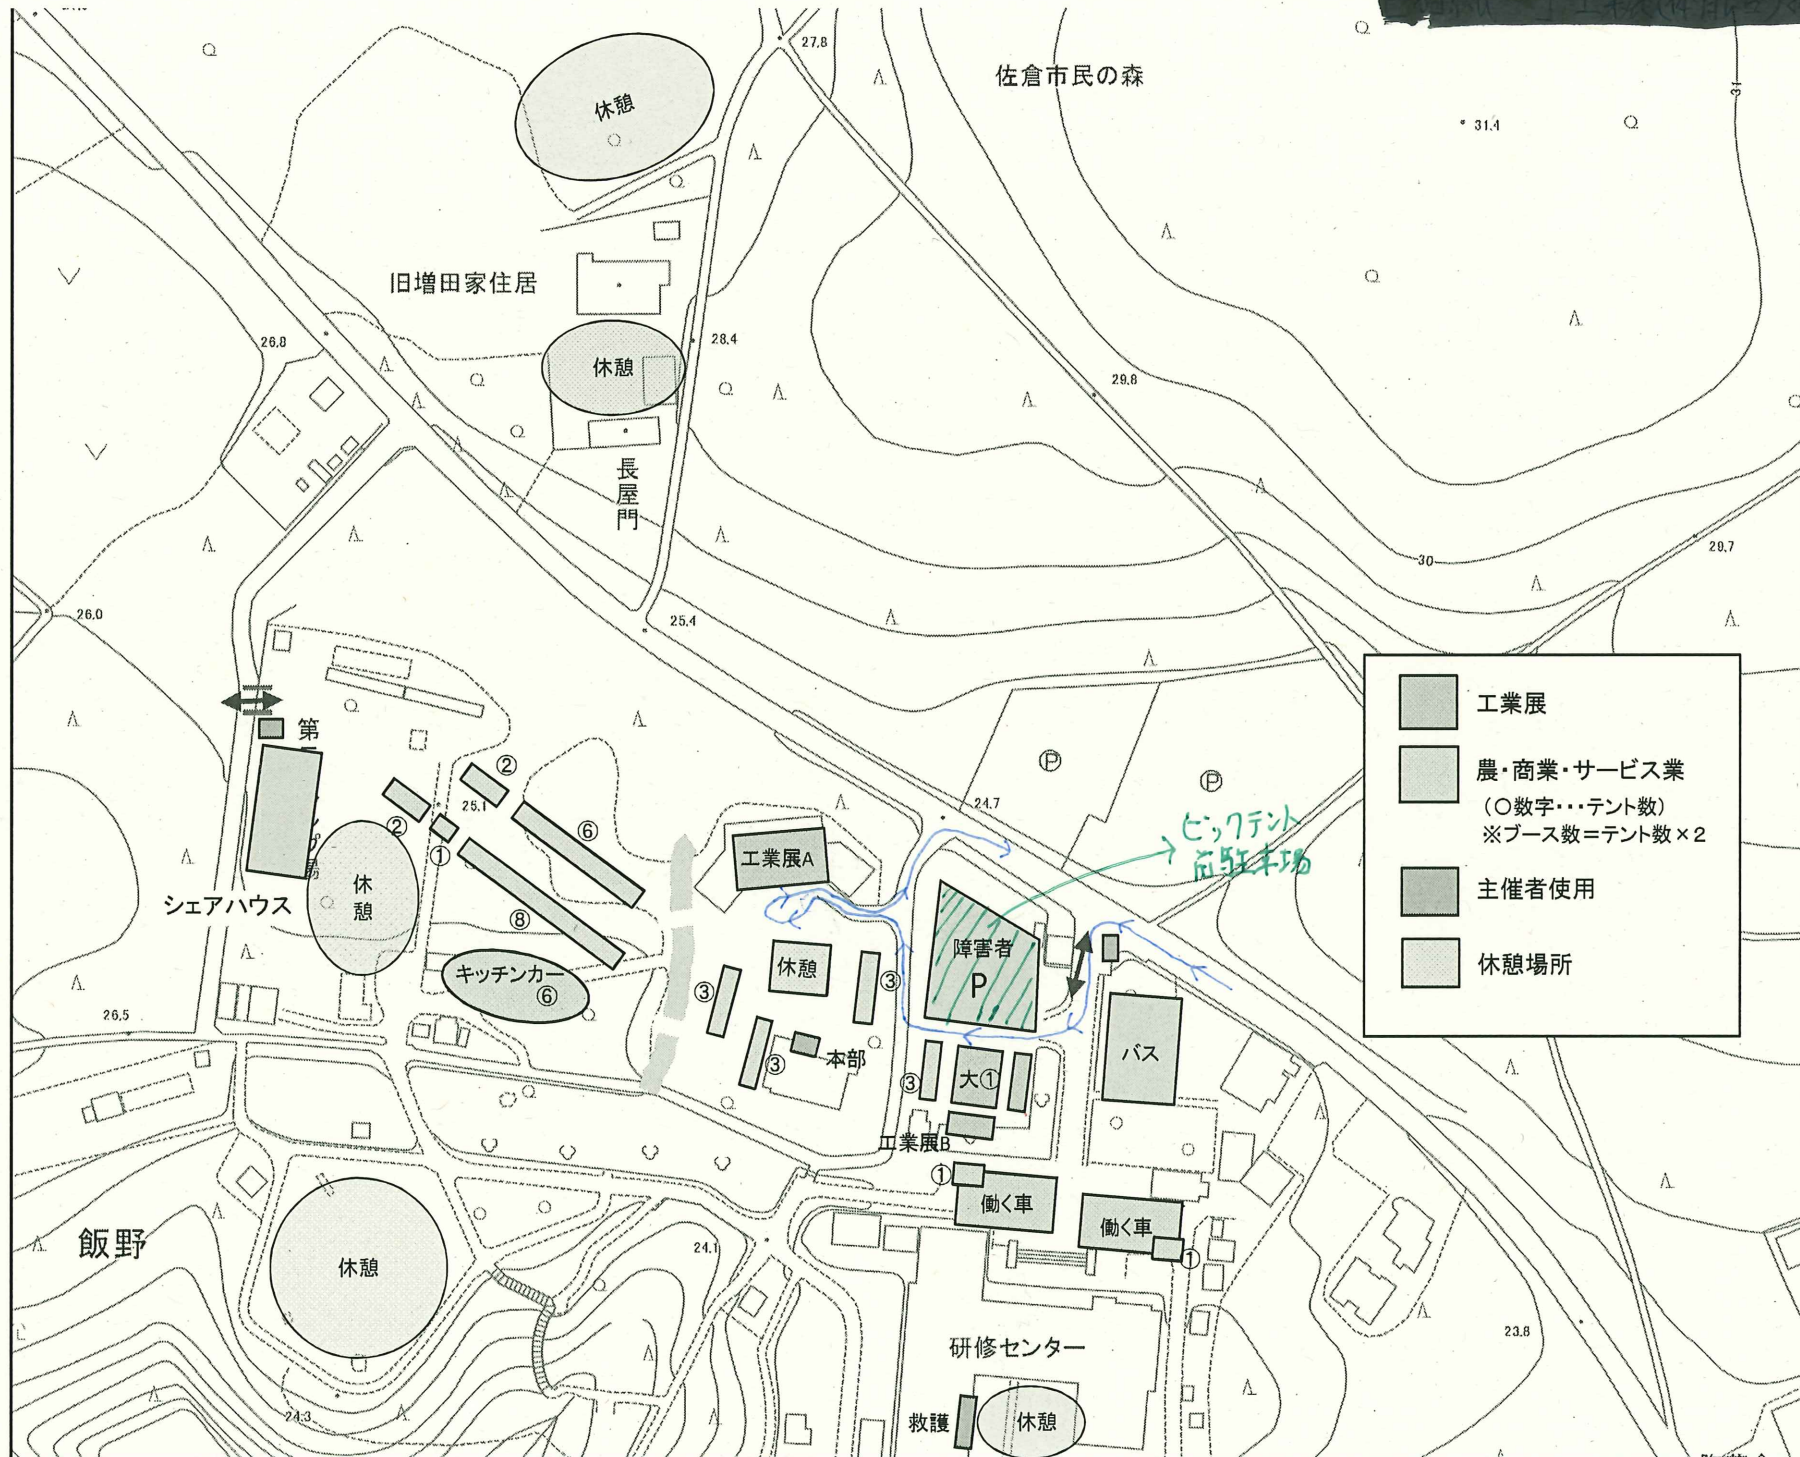 27.8
佐倉市民の森
31.4
31
休憩
旧増田家住居
26.8
28.4
休憩
29.8
長屋門
30
29.7
26.0
25.4
工業展
農・商業・サービス業
(○数字・・・テント数)
※ブース数=テント数×2
主催者使用
休憩場所
第
場
②
②
25.1
①
⑥
⑧
24.7
Ⓟ
Ⓟ
ビックテント
前駐車場
工業展A
シェアハウス
休憩
キッチンカー
⑥
休憩
③
③
③
本部
障害者
P
26.5
バス
③
大①
工業展B
①
働く車
働く車
①
飯野
休憩
24.1
23.8
研修センター
24.3
救護
休憩